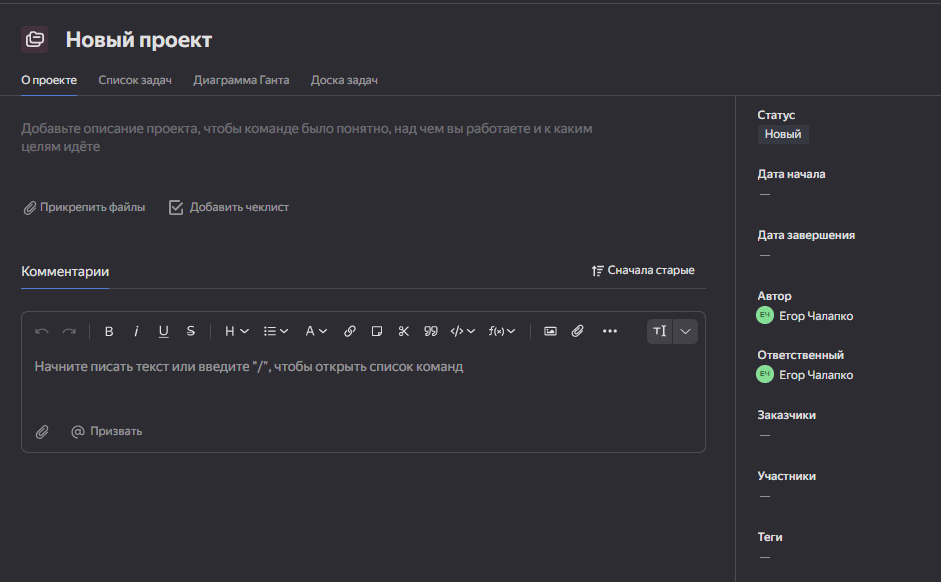 Новый проект
О проекте Список задач Диаграмма Ганта Доска задач
Добавьте описание проекта, чтобы команде было понятно, над чем вы работаете и к каким
целям идёте
Прикрепить файлы Добавить чеклист
Комментарии Сначала старые
B i U S H A </> f(x)
Начните писать текст или введите "/", чтобы открыть список команд
@ Призвать
Статус
Новый
Дата начала
—
Дата завершения
—
Автор
ЕЧ Егор Чалапко
Ответственный
ЕЧ Егор Чалапко
Заказчики
—
Участники
—
Теги
—